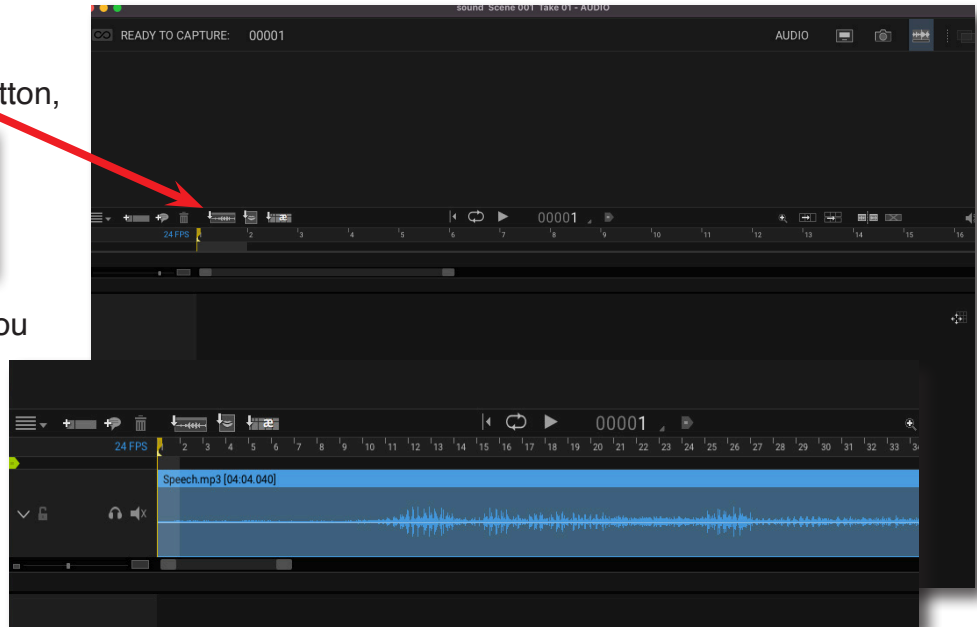 sound Scene 001 Take 01 - AUDIO
READY TO CAPTURE: 00001 AUDIO
tton,
00001
24 FPS 1 2 3 4 5 6 7 8 9 10 11 12 13 14 15 16
ou
æ 00001
24 FPS 2 3 4 5 6 7 8 9 10 11 12 13 14 15 16 17 18 19 20 21 22 23 24 25 26 27 28 29 30 31 32 33
Speech.mp3 [04:04.040]